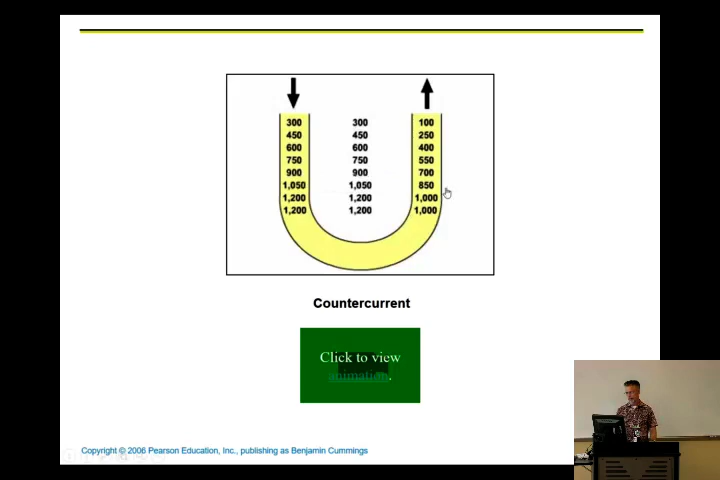 300 300 100
450 450 250
600 600 400
750 750 550
900 900 700
1,050 1,050 850
1,200 1,200 1,000
1,200 1,200 1,000
Countercurrent
Click to view
animation.
Copyright © 2006 Pearson Education, Inc., publishing as Benjamin Cummings